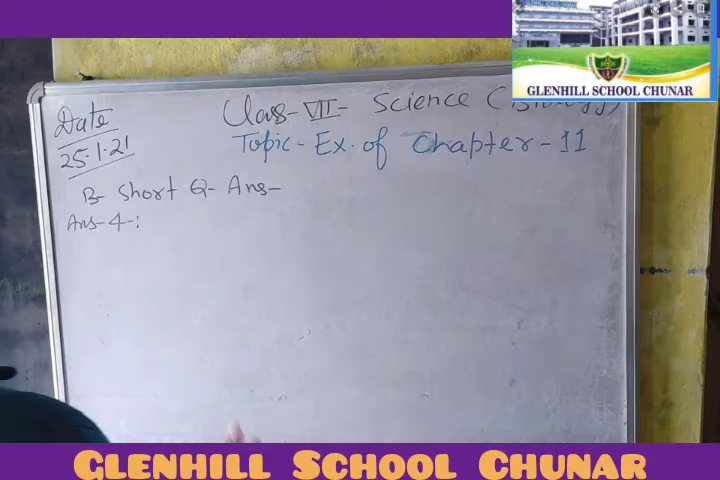 GLENHILL SCHOOL CHUNAR
Date
25.1.21
Class-VII- Science (Biology)
Topic - Ex. of Chapter - 11
B- Short Q- Ans-
Ans-4-:
GLENHILL SCHOOL CHUNAR